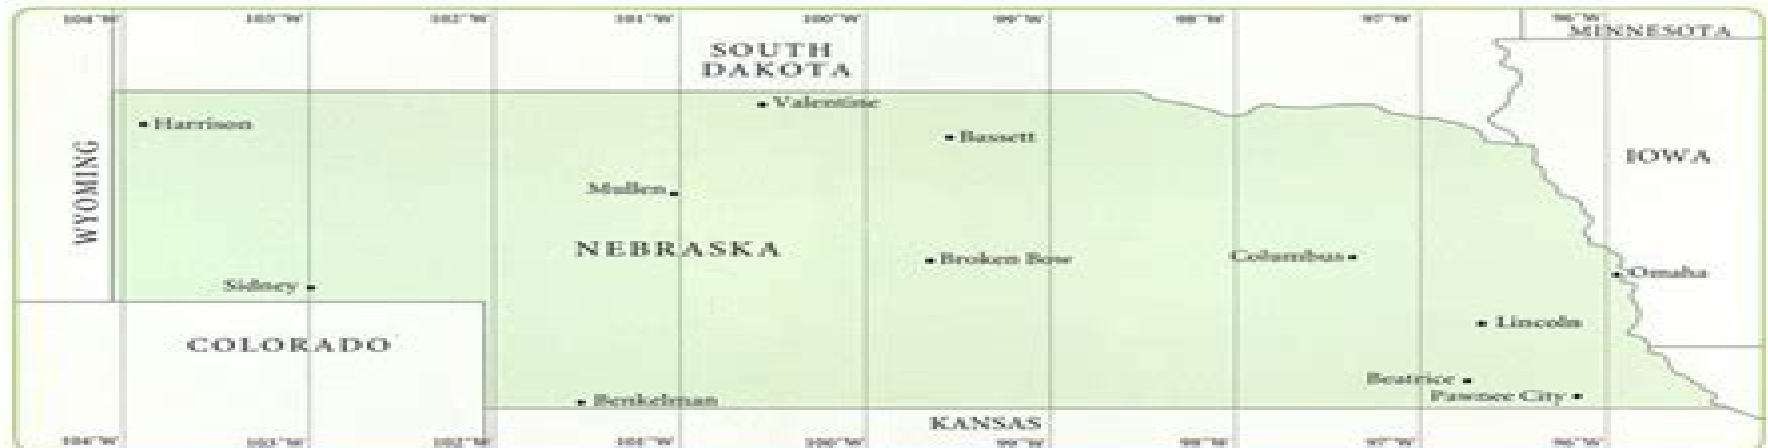 104°W 103°W 102°W 101°W 100°W 99°W 98°W 97°W 96°W
MINNESOTA
SOUTH
DAKOTA
Valentine
Harrison
Bassett
WYOMING
IOWA
Mullen
NEBRASKA
Broken Bow
Columbus
Omaha
Sidney
Lincoln
COLORADO
Beatrice
Pawnee City
Benkelman
KANSAS
104°W 103°W 102°W 101°W 100°W 99°W 98°W 97°W 96°W